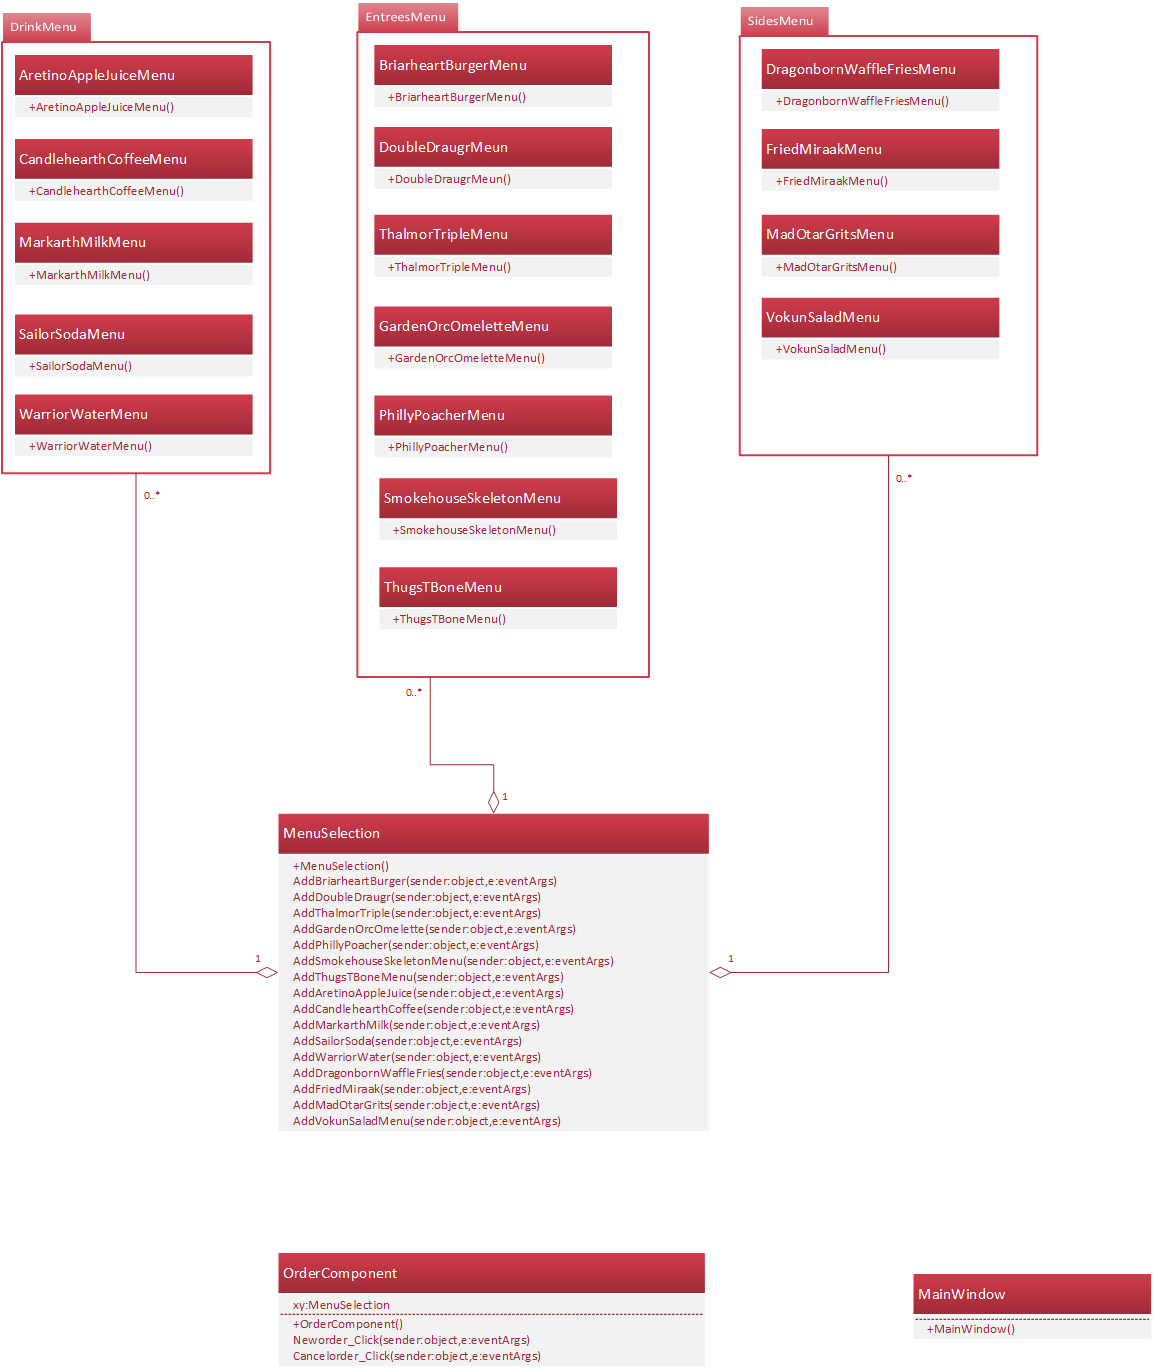 DrinkMenu
AretinoAppleJuiceMenu
+AretinoAppleJuiceMenu()
CandlehearthCoffeeMenu
+CandlehearthCoffeeMenu()
MarkarthMilkMenu
+MarkarthMilkMenu()
SailorSodaMenu
+SailorSodaMenu()
WarriorWaterMenu
+WarriorWaterMenu()
0..*
EntreesMenu
BriarheartBurgerMenu
+BriarheartBurgerMenu()
DoubleDraugrMeun
+DoubleDraugrMeun()
ThalmorTripleMenu
+ThalmorTripleMenu()
GardenOrcOmeletteMenu
+GardenOrcOmeletteMenu()
PhillyPoacherMenu
+PhillyPoacherMenu()
SmokehouseSkeletonMenu
+SmokehouseSkeletonMenu()
ThugsTBoneMenu
+ThugsTBoneMenu()
0..*
SidesMenu
DragonbornWaffleFriesMenu
+DragonbornWaffleFriesMenu()
FriedMiraakMenu
+FriedMiraakMenu()
MadOtarGritsMenu
+MadOtarGritsMenu()
VokunSaladMenu
+VokunSaladMenu()
0..*
1
1
1
MenuSelection
+MenuSelection()
AddBriarheartBurger(sender:object,e:eventArgs)
AddDoubleDraugr(sender:object,e:eventArgs)
AddThalmorTriple(sender:object,e:eventArgs)
AddGardenOrcOmelette(sender:object,e:eventArgs)
AddPhillyPoacher(sender:object,e:eventArgs)
AddSmokehouseSkeletonMenu(sender:object,e:eventArgs)
AddThugsTBoneMenu(sender:object,e:eventArgs)
AddAretinoAppleJuice(sender:object,e:eventArgs)
AddCandlehearthCoffee(sender:object,e:eventArgs)
AddMarkarthMilk(sender:object,e:eventArgs)
AddSailorSoda(sender:object,e:eventArgs)
AddWarriorWater(sender:object,e:eventArgs)
AddDragonbornWaffleFries(sender:object,e:eventArgs)
AddFriedMiraak(sender:object,e:eventArgs)
AddMadOtarGrits(sender:object,e:eventArgs)
AddVokunSaladMenu(sender:object,e:eventArgs)
OrderComponent
xy:MenuSelection
+OrderComponent()
Neworder_Click(sender:object,e:eventArgs)
Cancelorder_Click(sender:object,e:eventArgs)
MainWindow
+MainWindow()